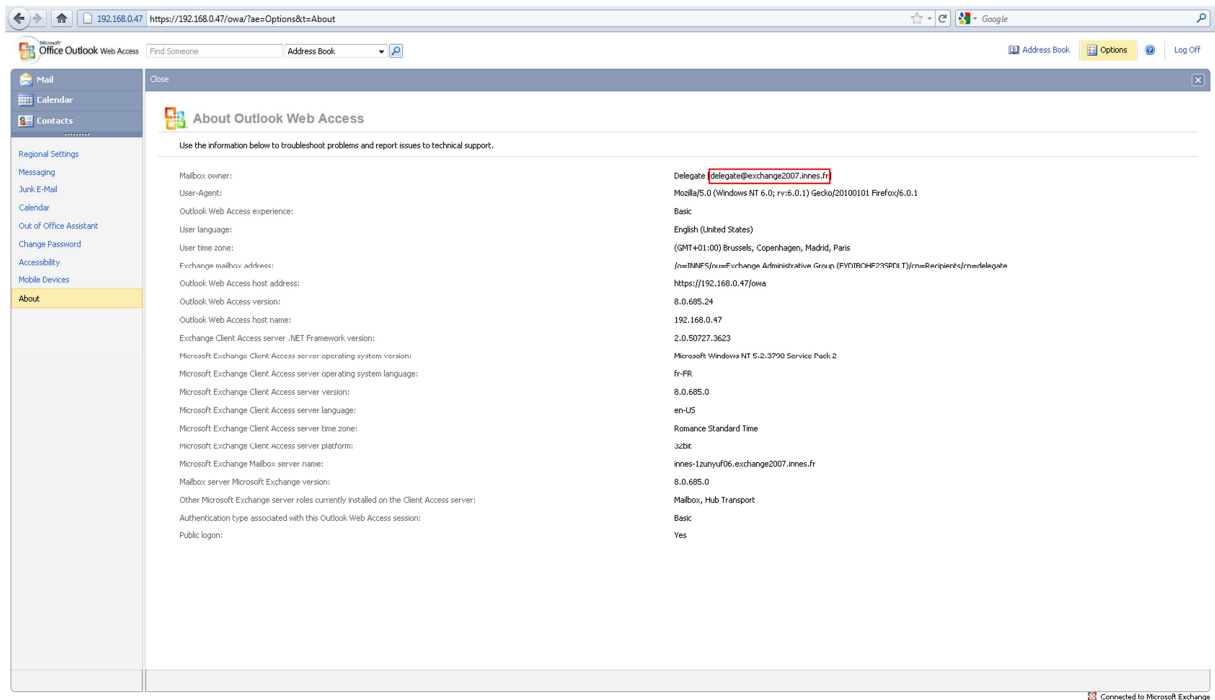 192.168.0.47 https://192.168.0.47/owa/?ae=Options&t=About Google
Microsoft
Office Outlook Web Access Find Someone Address Book Address Book Options Log Off
Mail Close
Calendar
Contacts
About Outlook Web Access
Use the information below to troubleshoot problems and report issues to technical support.
Regional Settings
Messaging
Junk E-Mail
Calendar
Out of Office Assistant
Change Password
Accessibility
Mobile Devices
About
Mailbox owner: Delegate [delegate@exchange2007.innes.fr]
User-Agent: Mozilla/5.0 (Windows NT 6.0; rv:6.0.1) Gecko/20100101 Firefox/6.0.1
Outlook Web Access experience: Basic
User language: English (United States)
User time zone: (GMT+01:00) Brussels, Copenhagen, Madrid, Paris
Exchange mailbox address: /o=INNES/ou=Exchange Administrative Group (FYDIBOHF23SPDLT)/cn=Recipients/cn=delegate
Outlook Web Access host address: https://192.168.0.47/owa
Outlook Web Access version: 8.0.685.24
Outlook Web Access host name: 192.168.0.47
Exchange Client Access server .NET Framework version: 2.0.50727.3623
Microsoft Exchange Client Access server operating system version: Microsoft Windows NT 5.2.3790 Service Pack 2
Microsoft Exchange Client Access server operating system language: fr-FR
Microsoft Exchange Client Access server version: 8.0.685.0
Microsoft Exchange Client Access server language: en-US
Microsoft Exchange Client Access server time zone: Romance Standard Time
Microsoft Exchange Client Access server platform: 32bit
Microsoft Exchange Mailbox server name: innes-1zunyuf06.exchange2007.innes.fr
Mailbox server Microsoft Exchange version: 8.0.685.0
Other Microsoft Exchange server roles currently installed on the Client Access server: Mailbox, Hub Transport
Authentication type associated with this Outlook Web Access session: Basic
Public logon: Yes
Connected to Microsoft Exchange